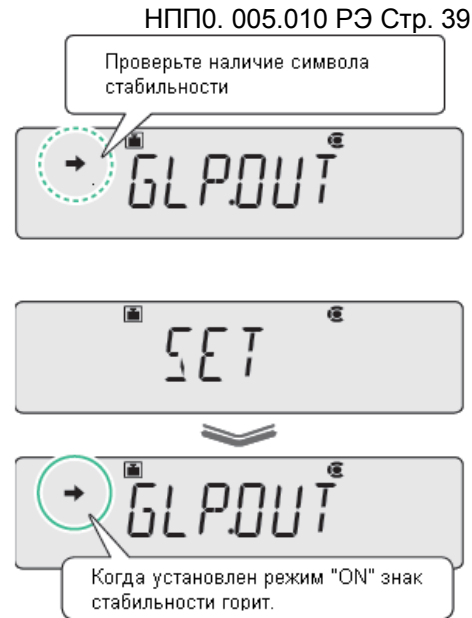 НПП0. 005.010 РЭ Стр. 39
Проверьте наличие символа
стабильности
GLP.OUT
SET
GLP.OUT
Когда установлен режим "ON" знак
стабильности горит.